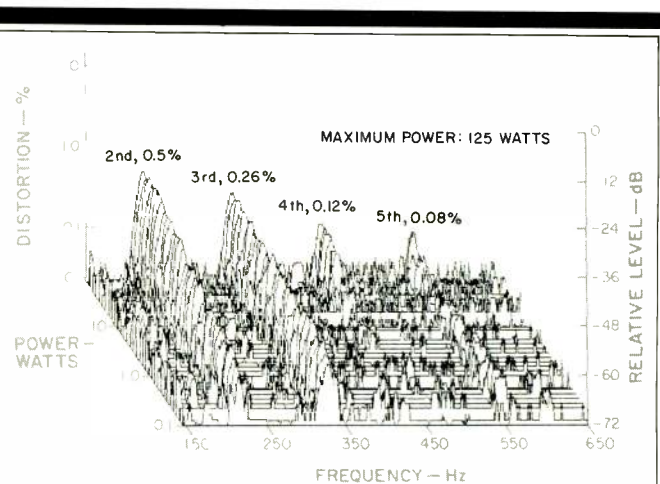 MAXIMUM POWER: 125 WATTS
2nd, 0.5%
3rd, 0.26%
4th, 0.12%
5th, 0.08%
DISTORTION — %
POWER — WATTS
0
-12
-24
-36
-48
-60
-72
RELATIVE LEVEL — dB
150 250 350 450 550 650
FREQUENCY — Hz